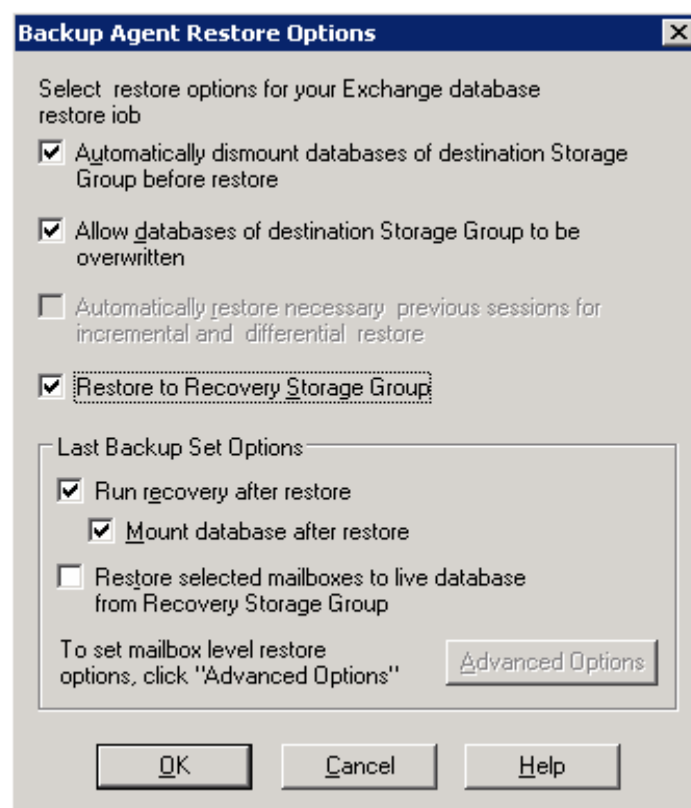 Backup Agent Restore Options
Select restore options for your Exchange database
restore iob
Automatically dismount databases of destination Storage
Group before restore
Allow databases of destination Storage Group to be
overwritten
Automatically restore necessary previous sessions for
incremental and differential restore
Restore to Recovery Storage Group
Last Backup Set Options
Run recovery after restore
Mount database after restore
Restore selected mailboxes to live database
from Recovery Storage Group
To set mailbox level restore
options, click "Advanced Options"
Advanced Options
OK
Cancel
Help